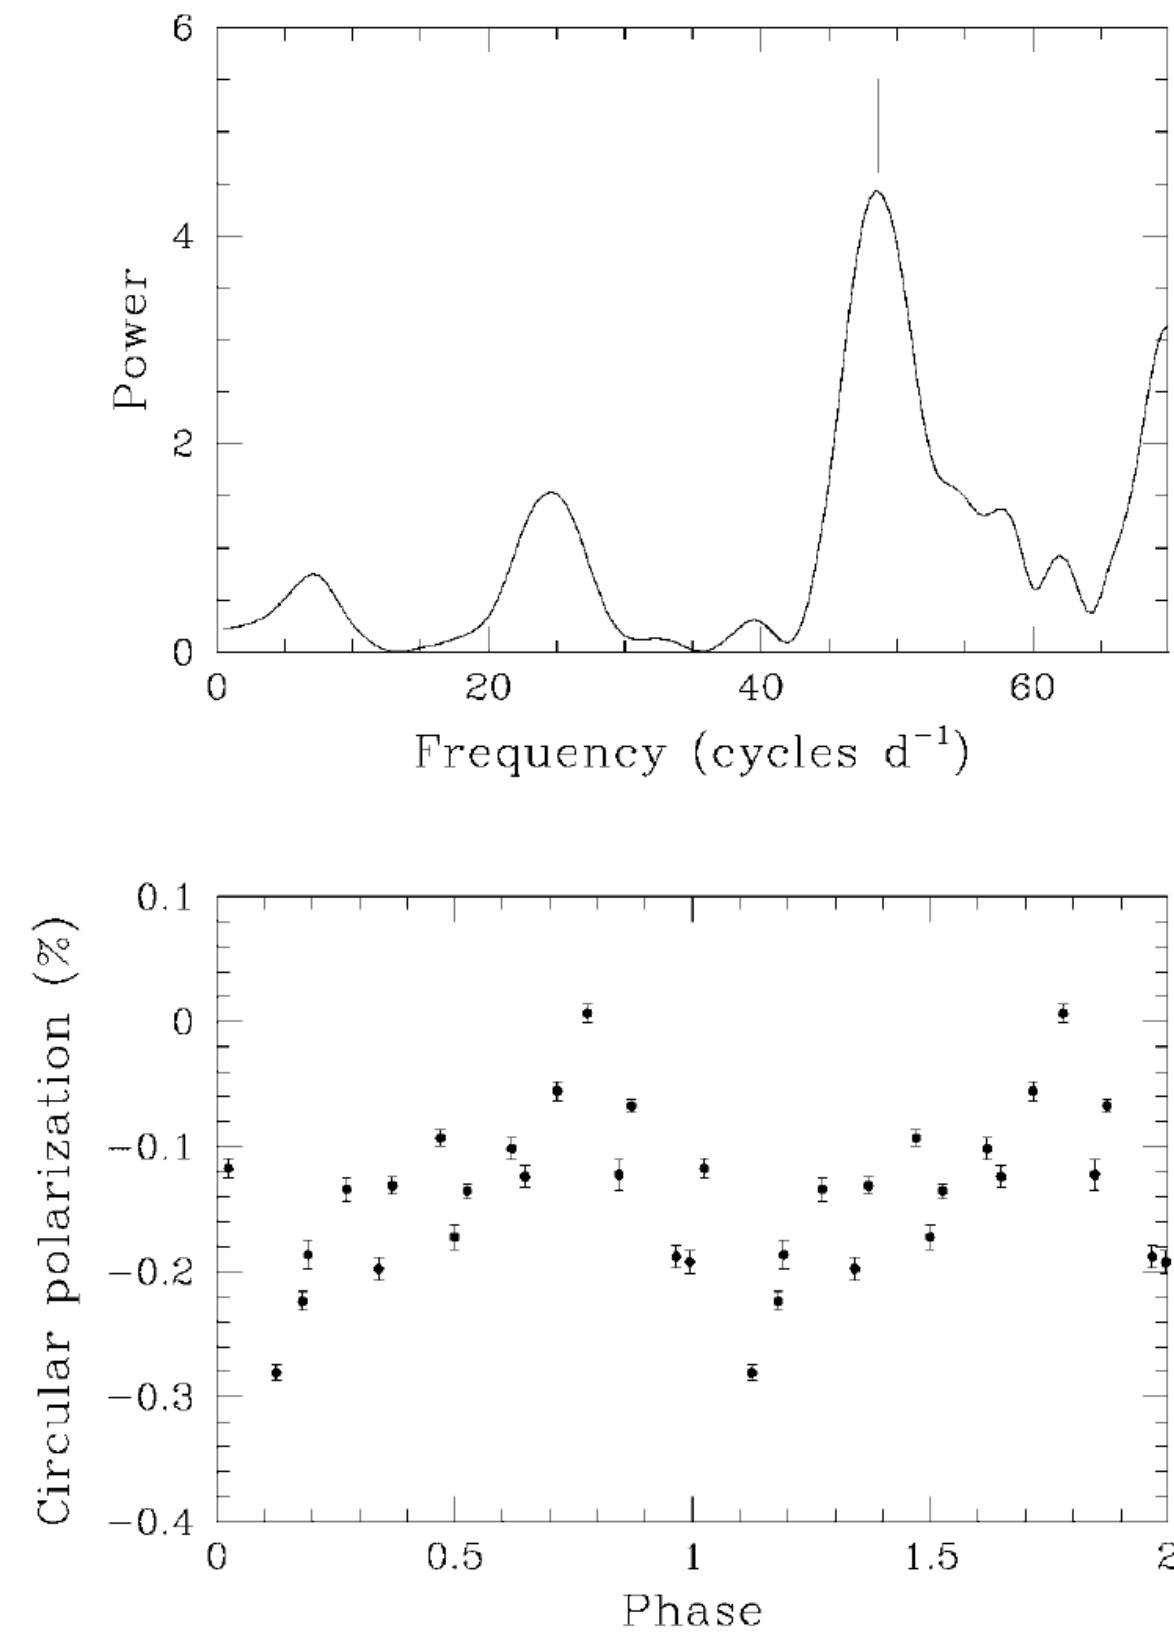 6
4
2
0
Power
0 20 40 60
Frequency (cycles d⁻¹)
0.1
0
−0.1
−0.2
−0.3
−0.4
Circular polarization (%)
0 0.5 1 1.5 2
Phase